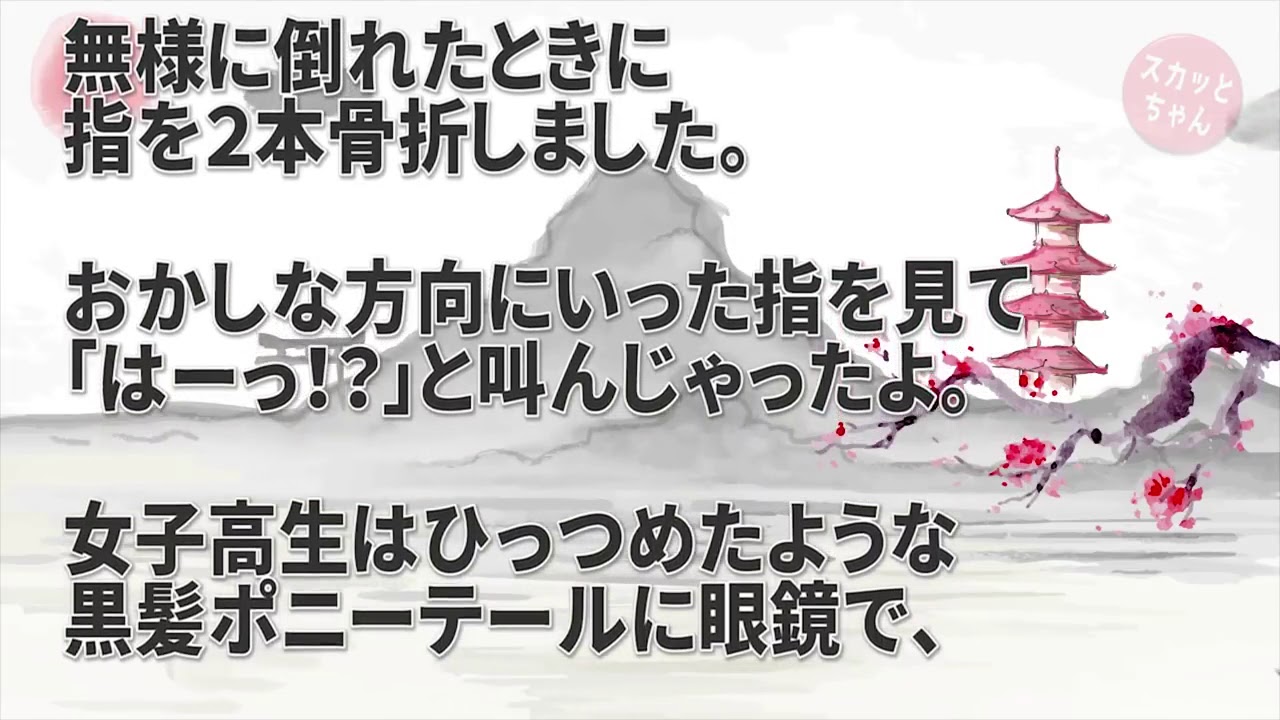 無様に倒れたときに
指を2本骨折しました。
おかしな方向にいった指を見て
「はーっ!?」と叫んじゃったよ。
女子高生はひっつめたような
黒髪ポニーテールに眼鏡で、
スカッと
ちゃん